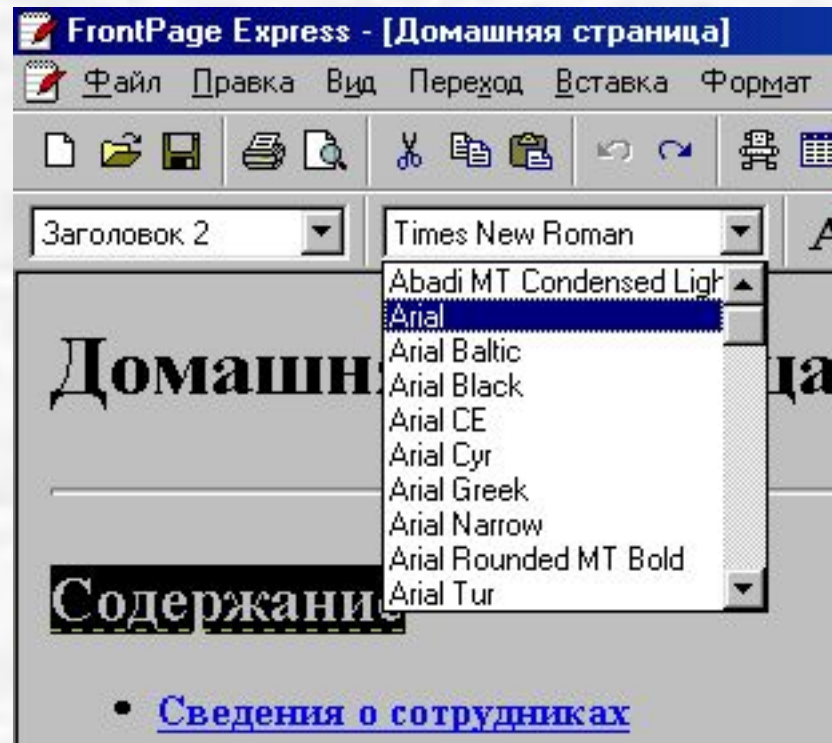 FrontPage Express - [Домашняя страница]
Файл Правка Вид Переход Вставка Формат
Заголовок 2 Times New Roman A
Abadi MT Condensed Ligh
Arial
Arial Baltic
Arial Black
Arial CE
Arial Cyr
Arial Greek
Arial Narrow
Arial Rounded MT Bold
Arial Tur
Домашн ца
Содержание
• Сведения о сотрудниках